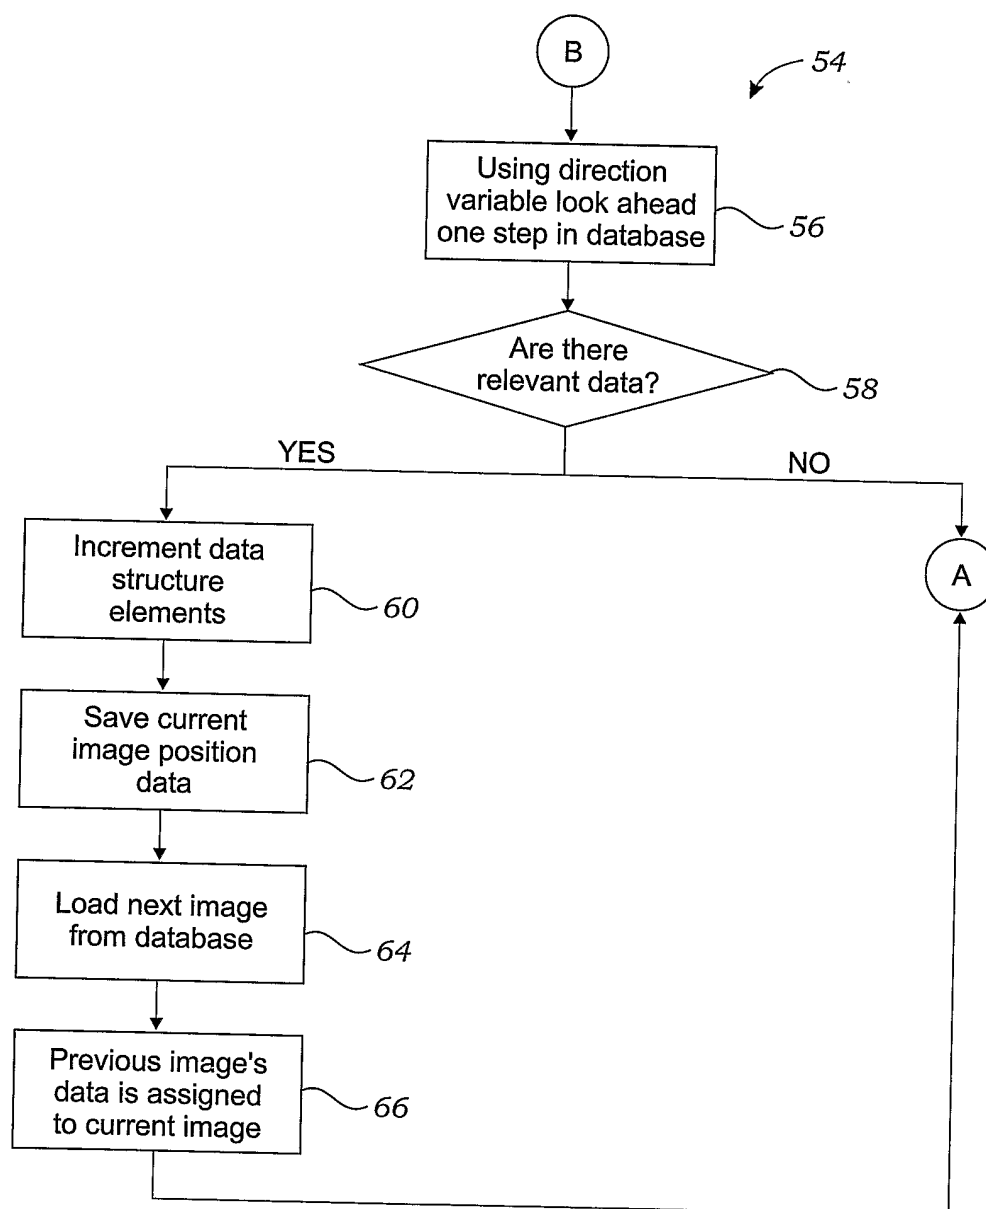 B
54
Using direction
variable look ahead
one step in database
56
Are there
relevant data?
58
YES
NO
Increment data
structure
elements
60
A
Save current
image position
data
62
Load next image
from database
64
Previous image's
data is assigned
to current image
66